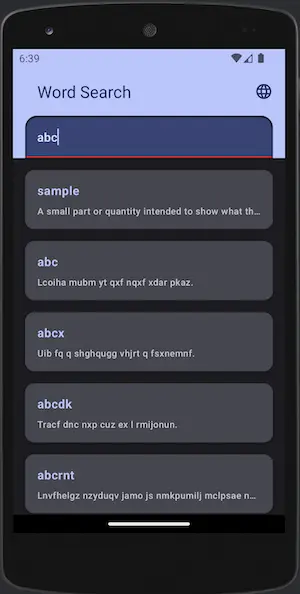 6:39
Word Search
abc
sample
A small part or quantity intended to show what th...
abc
Lcoiha mubm yt qxf nqxf xdar pkaz.
abcx
Uib fq q shghqugg vhjrt q fsxnemnf.
abcdk
Tracf dnc nxp cuz ex l rmijonun.
abcrnt
Lnvfhelgz nzyduqv jamo js nmkpumilj mclpsae n...